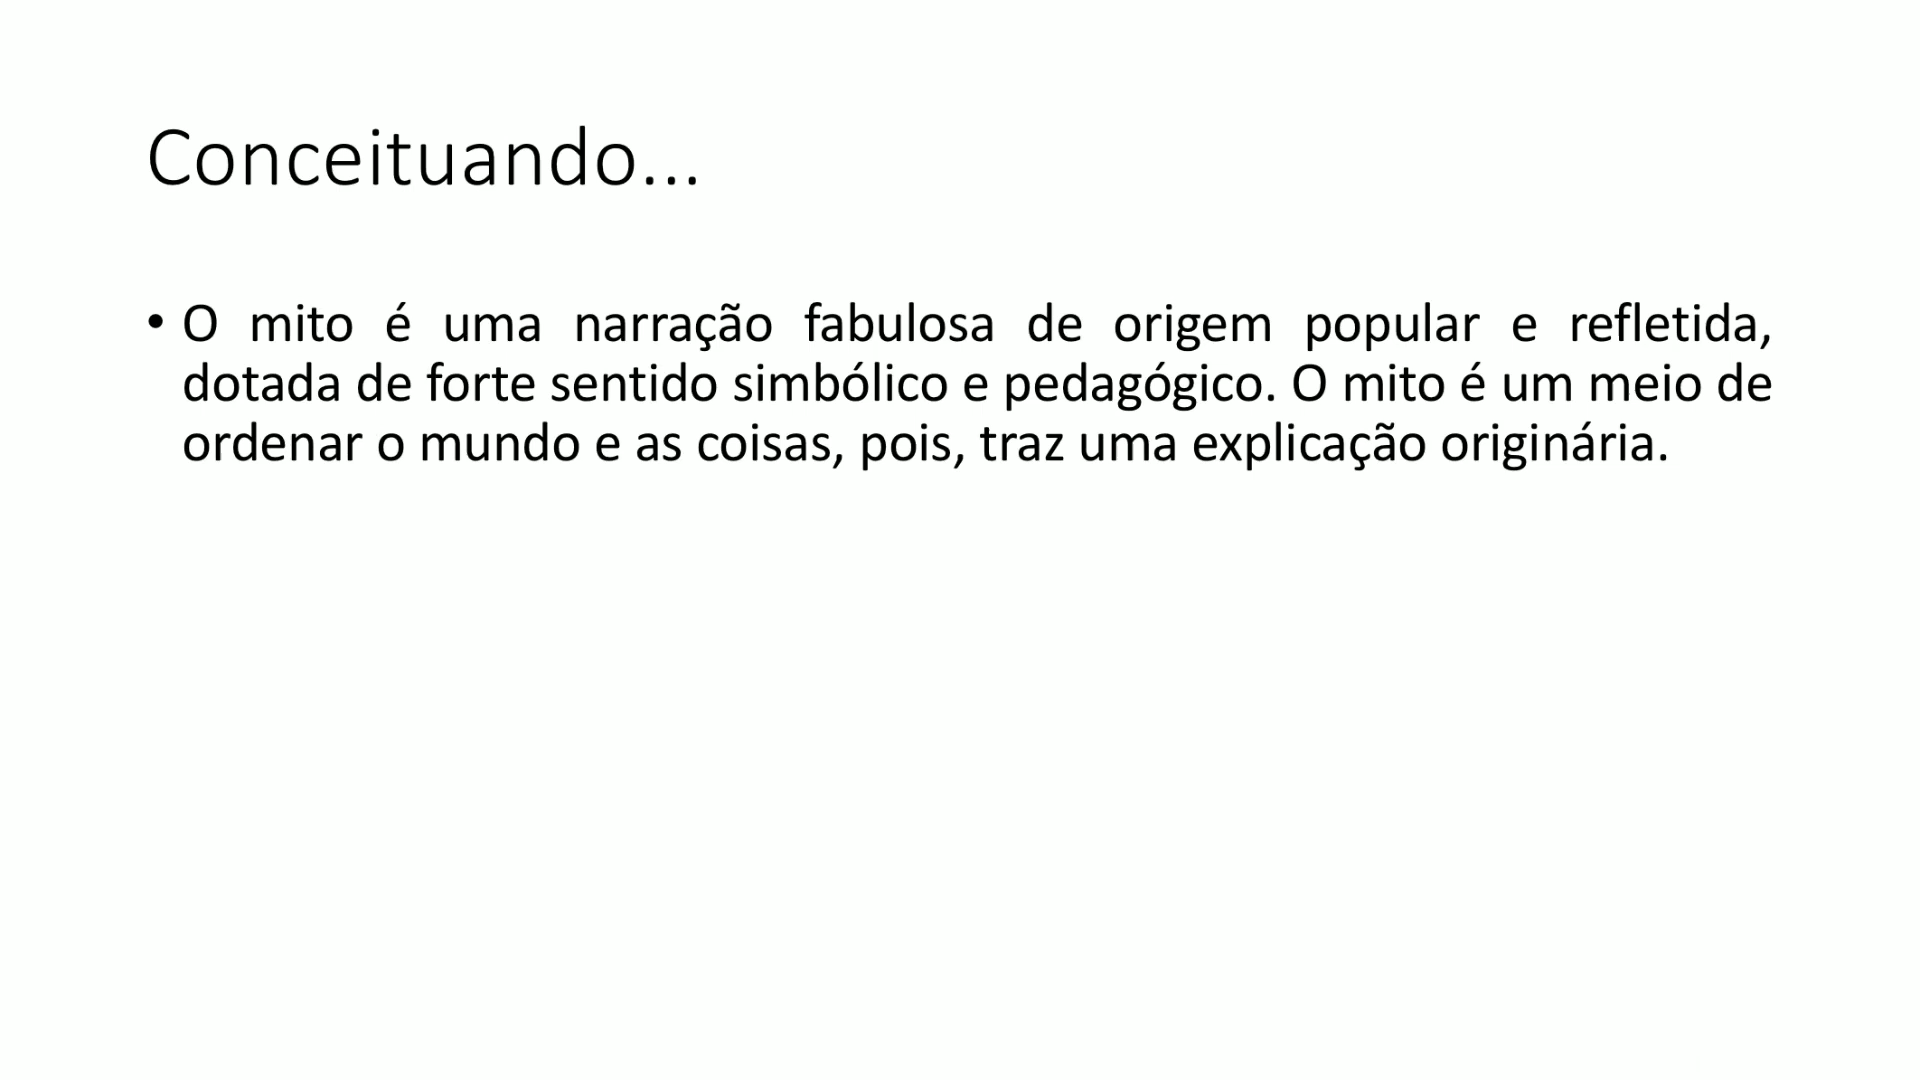 Conceituando...
• O mito é uma narração fabulosa de origem popular e refletida,
dotada de forte sentido simbólico e pedagógico. O mito é um meio de
ordenar o mundo e as coisas, pois, traz uma explicação originária.